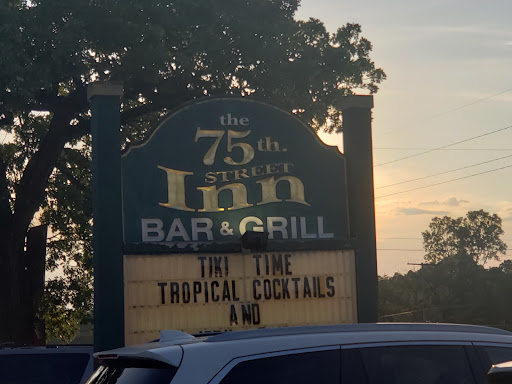 the
75th.
STREET
Inn
BAR & GRILL
TIKI TIME
TROPICAL COCKTAILS
AND